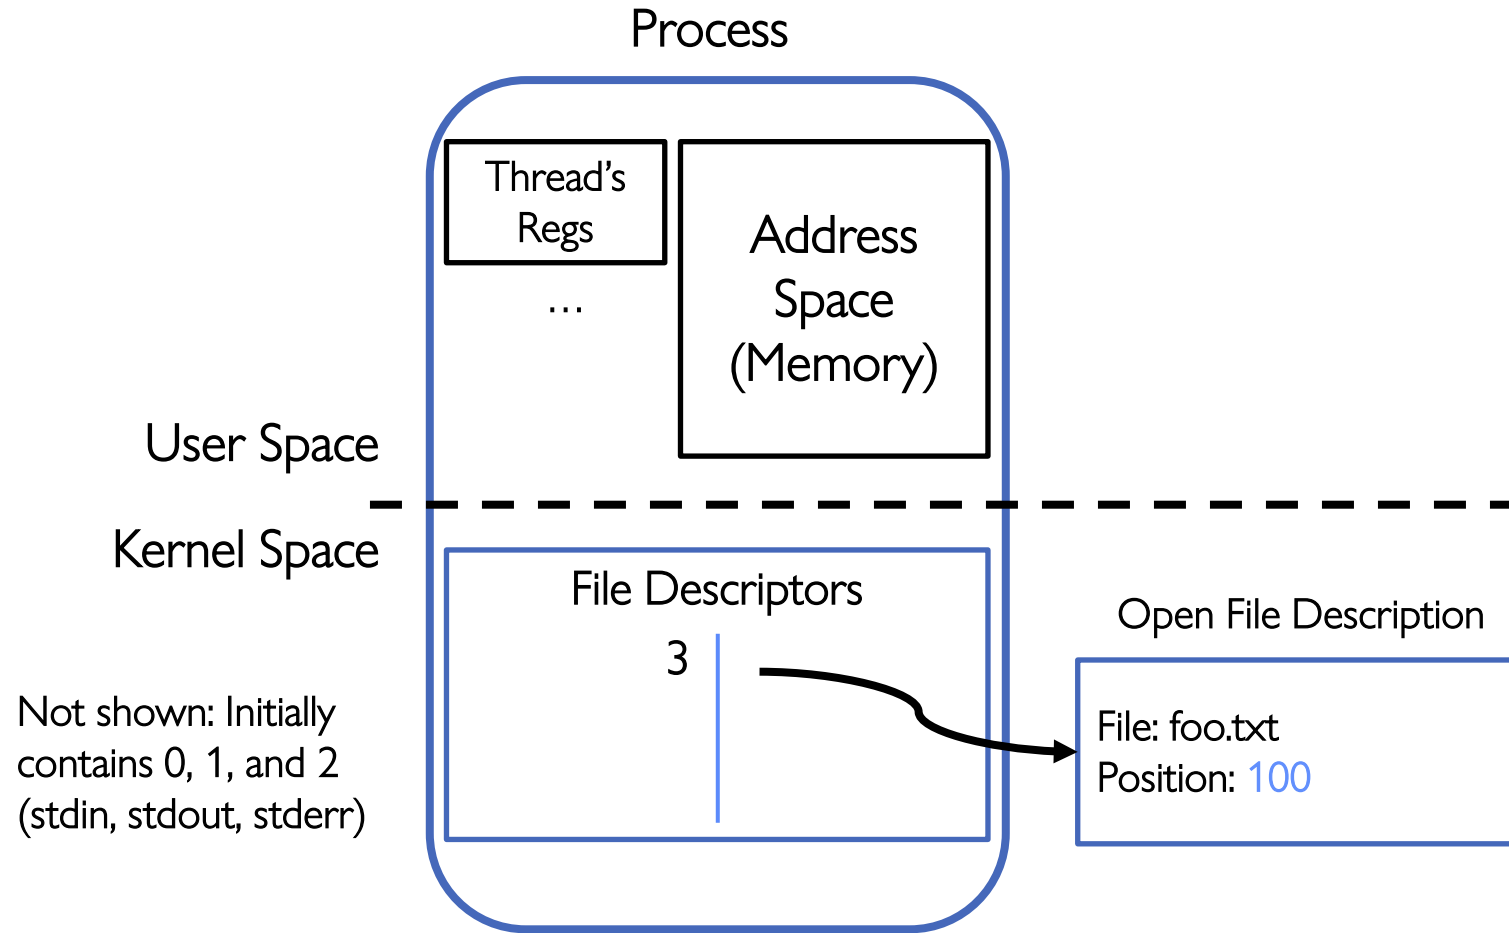 Process
Thread's
Regs
...
Address
Space
(Memory)
User Space
Kernel Space
File Descriptors
3
Not shown: Initially
contains 0, 1, and 2
(stdin, stdout, stderr)
Open File Description
File: foo.txt
Position: 100